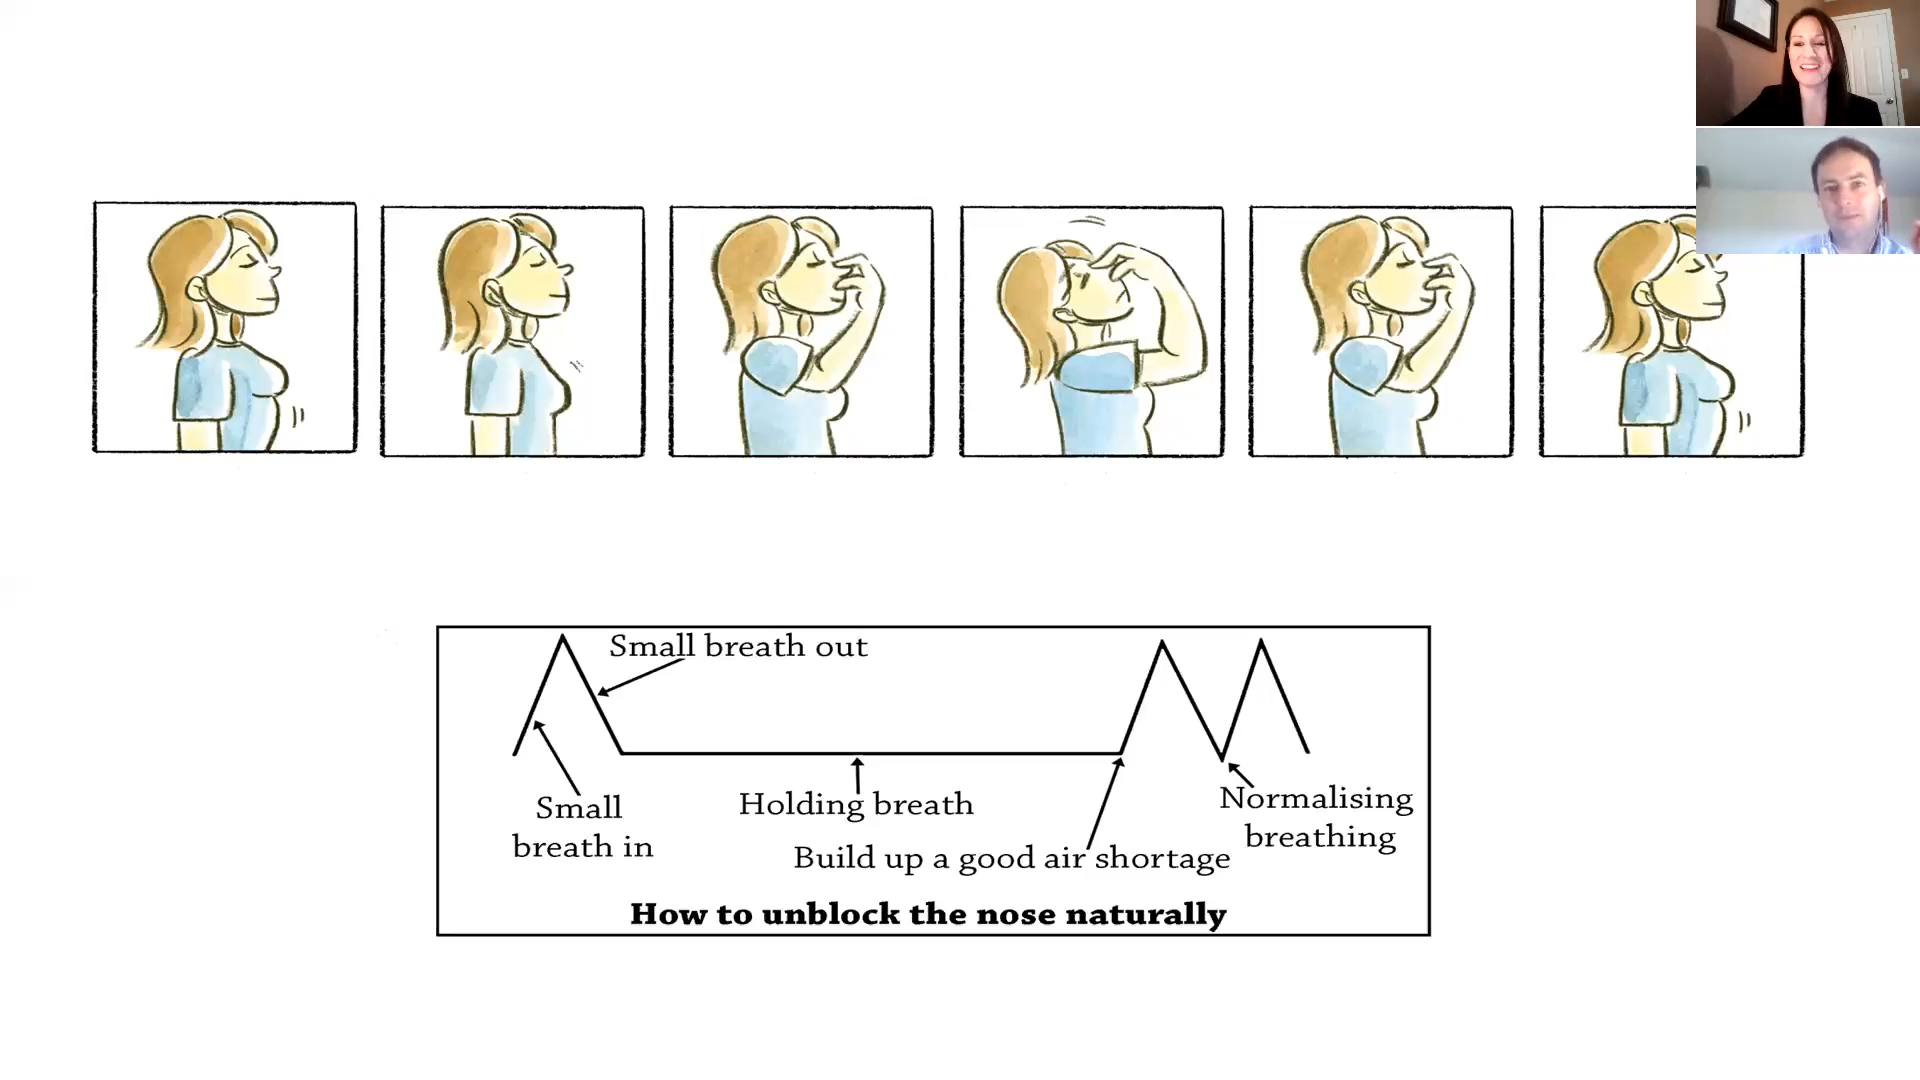 Small breath out
Small
breath in
Holding breath
Build up a good air shortage
Normalising
breathing
How to unblock the nose naturally